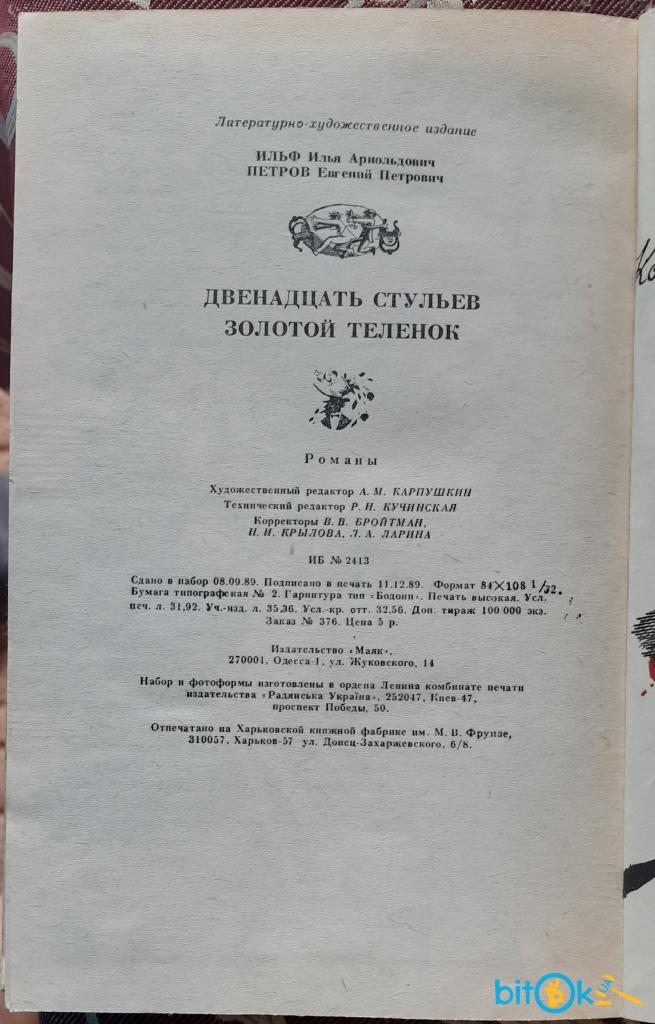 Литературно-художественное издание
ИЛЬФ Илья Арнольдович
ПЕТРОВ Евгений Петрович
ДВЕНАДЦАТЬ СТУЛЬЕВ
ЗОЛОТОЙ ТЕЛЕНОК
Романы
Художественный редактор А. М. КАРПУШКИН
Технический редактор Р. Н. КУЧИНСКАЯ
Корректоры В. В. БРОЙТМАН,
Н. И. КРЫЛОВА, Л. А. ЛАРИНА
ИБ № 2413
Сдано в набор 08.09.89. Подписано в печать 11.12.89. Формат 84×108 1/32.
Бумага типографская № 2. Гарнитура тип «Бодони». Печать высокая. Усл.
печ. л. 31,92. Уч.-изд. л. 35,36. Усл.-кр. отт. 32,56. Доп. тираж 100 000 экз.
Заказ № 376. Цена 5 р.
Издательство «Маяк»,
270001, Одесса-1, ул. Жуковского, 14
Набор и фотоформы изготовлены в ордена Ленина комбинате печати
издательства «Радянська Україна», 252047, Киев-47,
проспект Победы, 50.
Отпечатано на Харьковской книжной фабрике им. М. В. Фрунзе,
310057, Харьков-57 ул. Донец-Захаржевского, 6/8.
Ко
bitOk UA